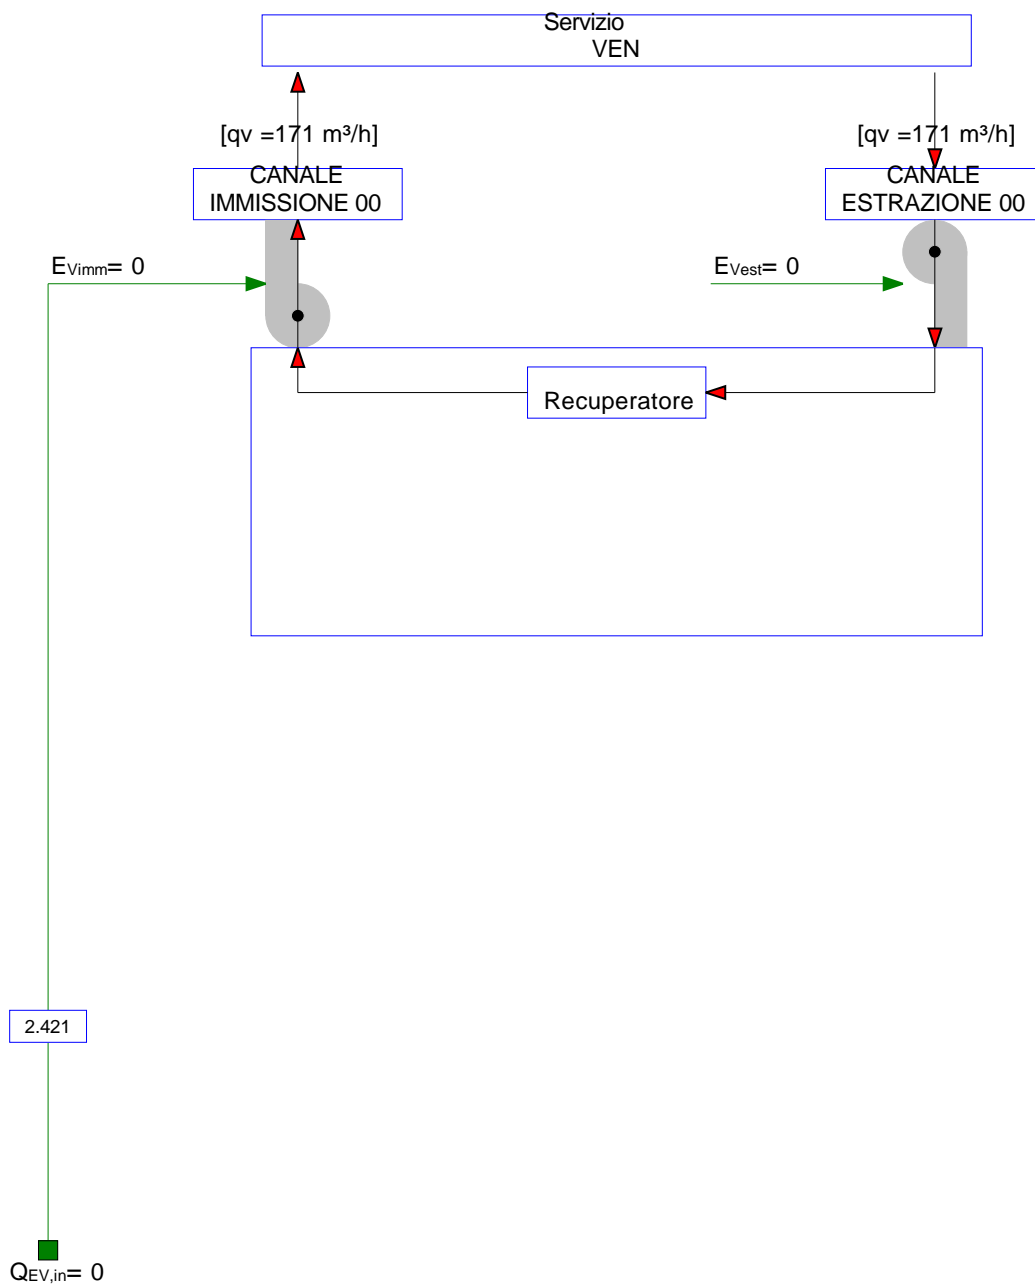 Servizio
VEN
[qv =171 m³/h]
[qv =171 m³/h]
CANALE
IMMISSIONE 00
CANALE
ESTRAZIONE 00
EVimm= 0
EVest= 0
Recuperatore
2.421
QEV,in= 0